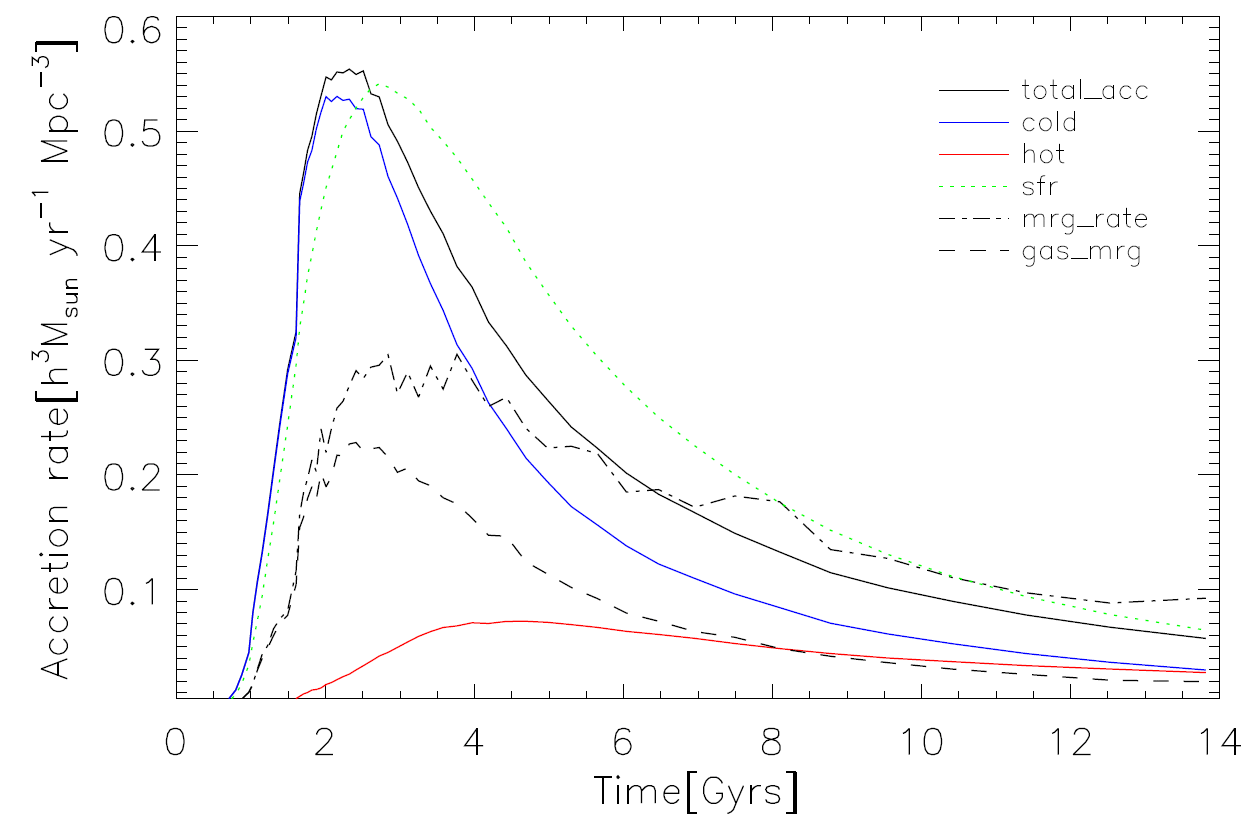 0.6
0.5
0.4
0.3
0.2
0.1
Accretion rate[h³M_sun yr⁻¹ Mpc⁻³]
total_acc
cold
hot
sfr
mrg_rate
gas_mrg
0 2 4 6 8 10 12 14
Time[Gyrs]